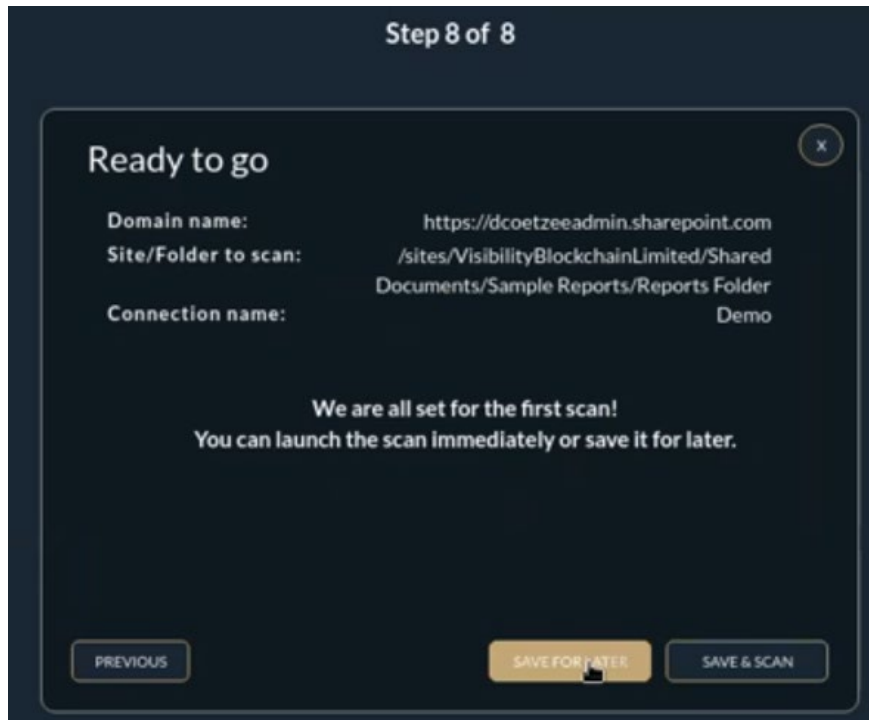 Step 8 of 8
X
Ready to go
Domain name: https://dcoetzeeadmin.sharepoint.com
Site/Folder to scan: /sites/VisibilityBlockchainLimited/Shared
Documents/Sample Reports/Reports Folder
Connection name: Demo
We are all set for the first scan!
You can launch the scan immediately or save it for later.
PREVIOUS
SAVE FOR LATER
SAVE & SCAN